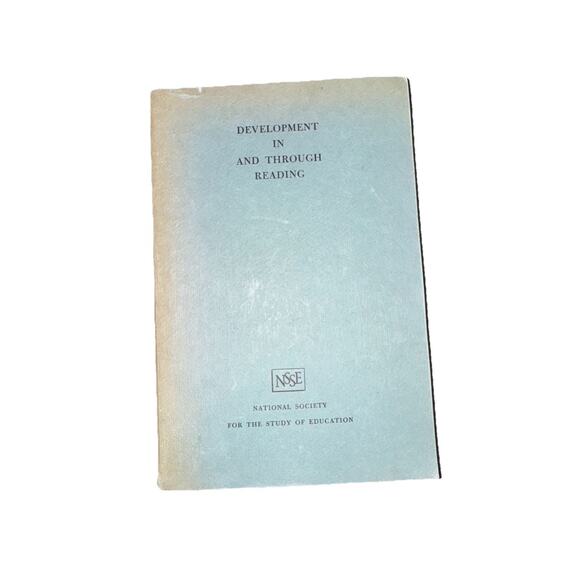 DEVELOPMENT
IN
AND THROUGH
READING
NSSE
NATIONAL SOCIETY
FOR THE STUDY OF EDUCATION